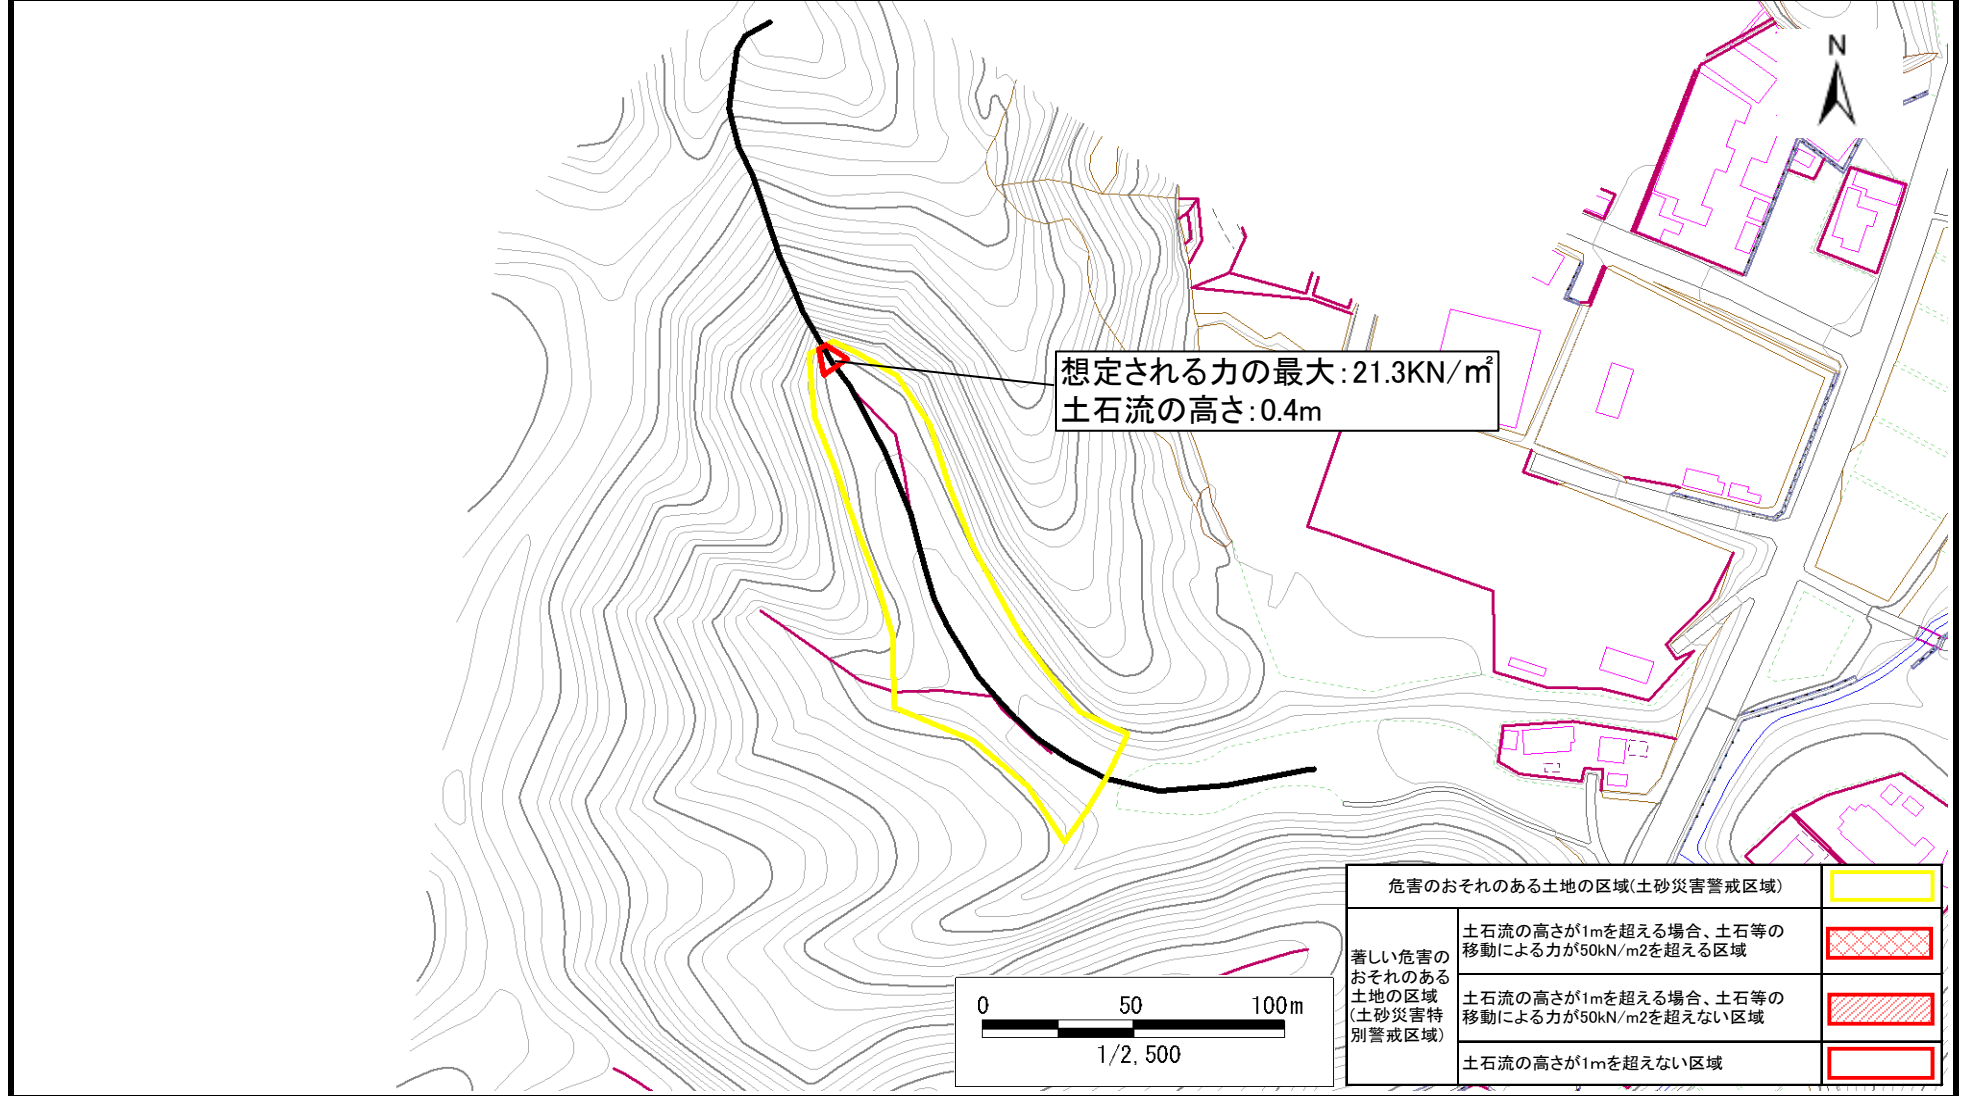 N
想定される力の最大:21.3KN/㎡
土石流の高さ:0.4m
危害のおそれのある土地の区域(土砂災害警戒区域)
著しい危害の
おそれのある
土地の区域
(土砂災害特
別警戒区域)
土石流の高さが1mを超える場合、土石等の
移動による力が50kN/m2を超える区域
土石流の高さが1mを超える場合、土石等の
移動による力が50kN/m2を超えない区域
土石流の高さが1mを超えない区域
0 50 100m
1/2,500